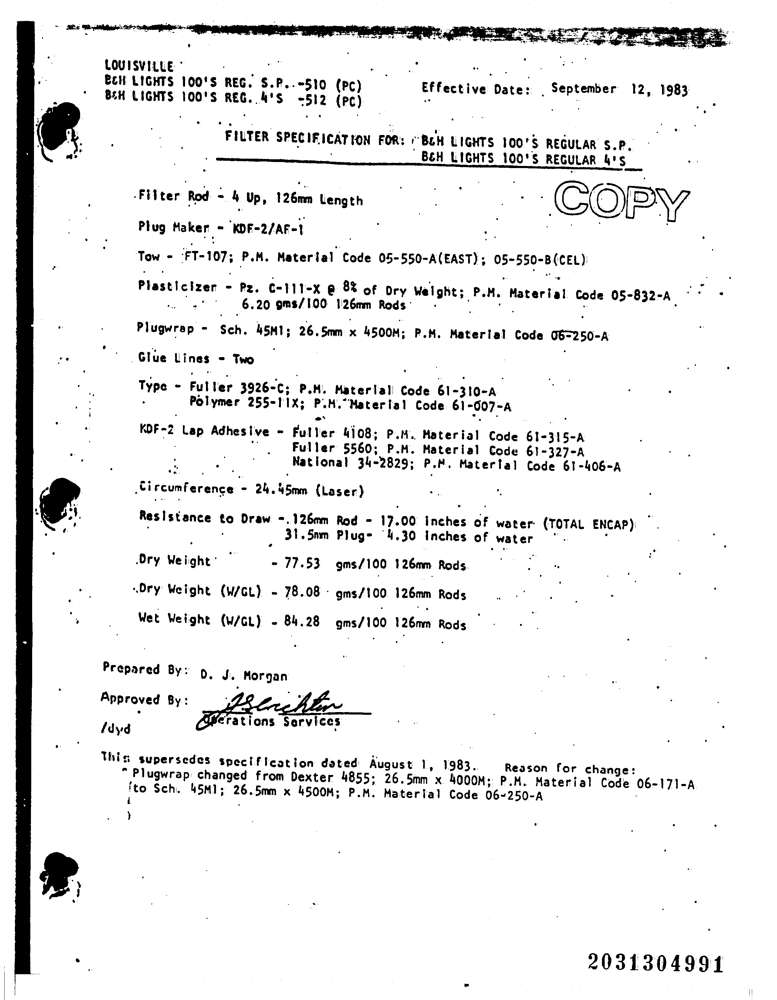 LOUISVILLE
B&H LIGHTS 100'S REG. S.P. -510 (PC)
B&H LIGHTS 100'S REG. 4'S -512 (PC)
Effective Date: September 12, 1983
FILTER SPECIFICATION FOR: B&H LIGHTS 100'S REGULAR S.P.
B&H LIGHTS 100'S REGULAR 4'S
COPY
Filter Rod - 4 Up, 126mm Length
Plug Maker - KDF-2/AF-1
Tow - FT-107; P.M. Material Code 05-550-A(EAST); 05-550-B(CEL)
Plasticizer - Pz. C-111-X @ 8% of Dry Weight; P.M. Material Code 05-832-A
6.20 gms/100 126mm Rods
Plugwrap - Sch. 45M1; 26.5mm x 4500M; P.M. Material Code 06-250-A
Glue Lines - Two
Type - Fuller 3926-C; P.M. Material Code 61-310-A
Polymer 255-11X; P.M. Material Code 61-007-A
KDF-2 Lap Adhesive - Fuller 4108; P.M. Material Code 61-315-A
Fuller 5560; P.M. Material Code 61-327-A
National 34-2829; P.M. Material Code 61-406-A
Circumference - 24.45mm (Laser)
Resistance to Draw - 126mm Rod - 17.00 inches of water (TOTAL ENCAP)
31.5mm Plug- 4.30 inches of water
Dry Weight - 77.53 gms/100 126mm Rods
Dry Weight (W/GL) - 78.08 gms/100 126mm Rods
Wet Weight (W/GL) - 84.28 gms/100 126mm Rods
Prepared By: D. J. Morgan
Approved By:
Operations Services
/dyd
This supersedes specification dated August 1, 1983. Reason for change:
Plugwrap changed from Dexter 4855; 26.5mm x 4000M; P.M. Material Code 06-171-A
to Sch. 45M1; 26.5mm x 4500M; P.M. Material Code 06-250-A
2031304991